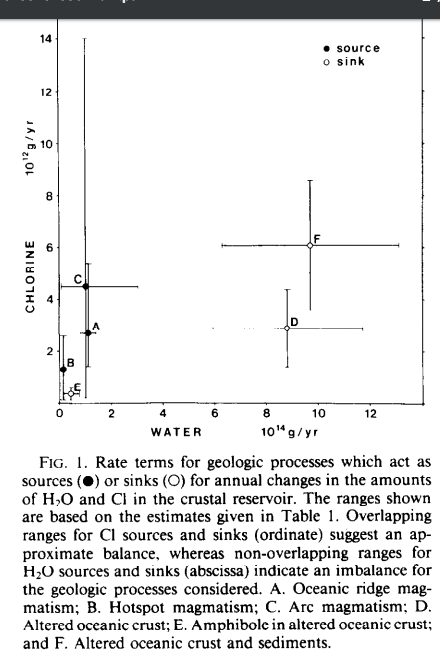 14
12
10
8
6
4
2
CHLORINE 10¹² g/yr
● source
○ sink
C
A
B
E
F
D
0 2 4 6 8 10 12
WATER 10¹⁴ g/yr
FIG. 1. Rate terms for geologic processes which act as
sources (●) or sinks (○) for annual changes in the amounts
of H₂O and Cl in the crustal reservoir. The ranges shown
are based on the estimates given in Table 1. Overlapping
ranges for Cl sources and sinks (ordinate) suggest an ap-
proximate balance, whereas non-overlapping ranges for
H₂O sources and sinks (abscissa) indicate an imbalance for
the geologic processes considered. A. Oceanic ridge mag-
matism; B. Hotspot magmatism; C. Arc magmatism; D.
Altered oceanic crust; E. Amphibole in altered oceanic crust;
and F. Altered oceanic crust and sediments.